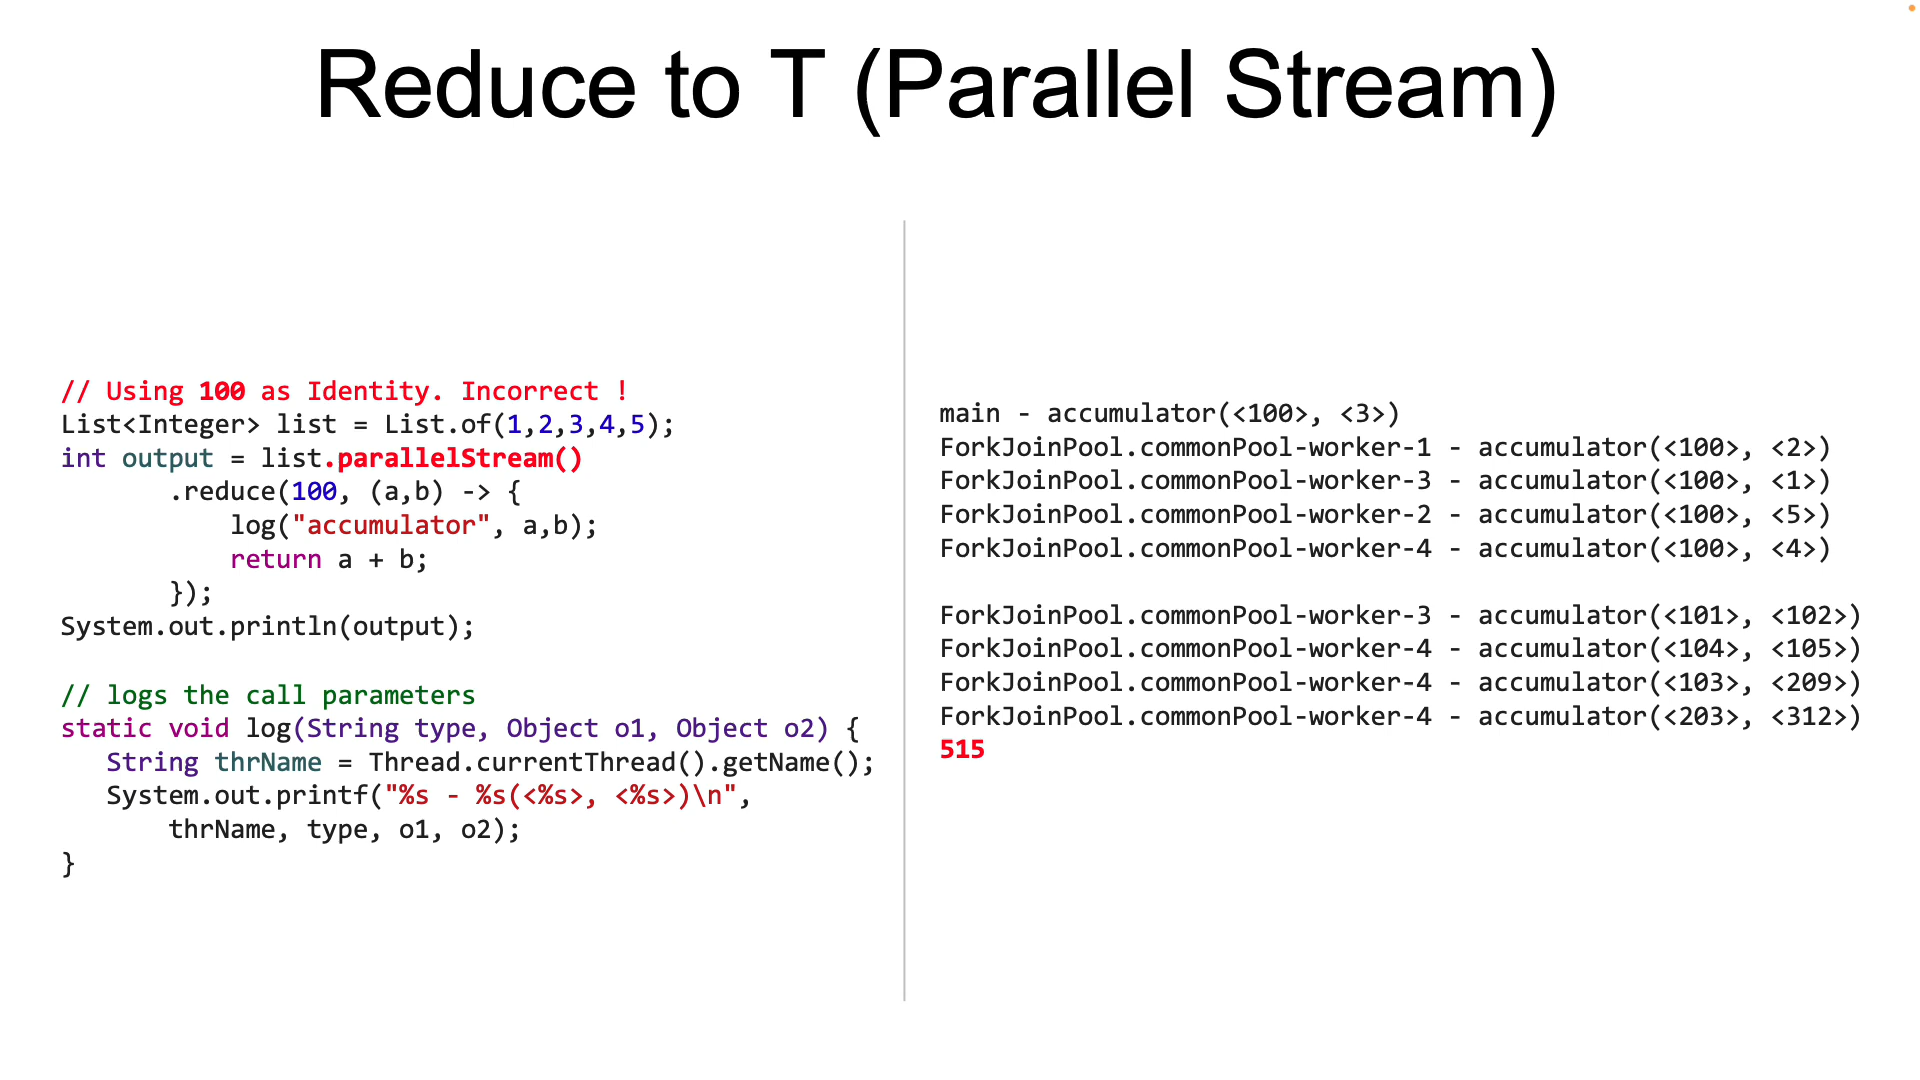 Reduce to T (Parallel Stream)
// Using 100 as Identity. Incorrect !
List<Integer> list = List.of(1,2,3,4,5);
int output = list.parallelStream()
       .reduce(100, (a,b) -> {
           log("accumulator", a,b);
           return a + b;
       });
System.out.println(output);

// logs the call parameters
static void log(String type, Object o1, Object o2) {
   String thrName = Thread.currentThread().getName();
   System.out.printf("%s - %s(<%s>, <%s>)\n",
       thrName, type, o1, o2);
}
main - accumulator(<100>, <3>)
ForkJoinPool.commonPool-worker-1 - accumulator(<100>, <2>)
ForkJoinPool.commonPool-worker-3 - accumulator(<100>, <1>)
ForkJoinPool.commonPool-worker-2 - accumulator(<100>, <5>)
ForkJoinPool.commonPool-worker-4 - accumulator(<100>, <4>)

ForkJoinPool.commonPool-worker-3 - accumulator(<101>, <102>)
ForkJoinPool.commonPool-worker-4 - accumulator(<104>, <105>)
ForkJoinPool.commonPool-worker-4 - accumulator(<103>, <209>)
ForkJoinPool.commonPool-worker-4 - accumulator(<203>, <312>)
515